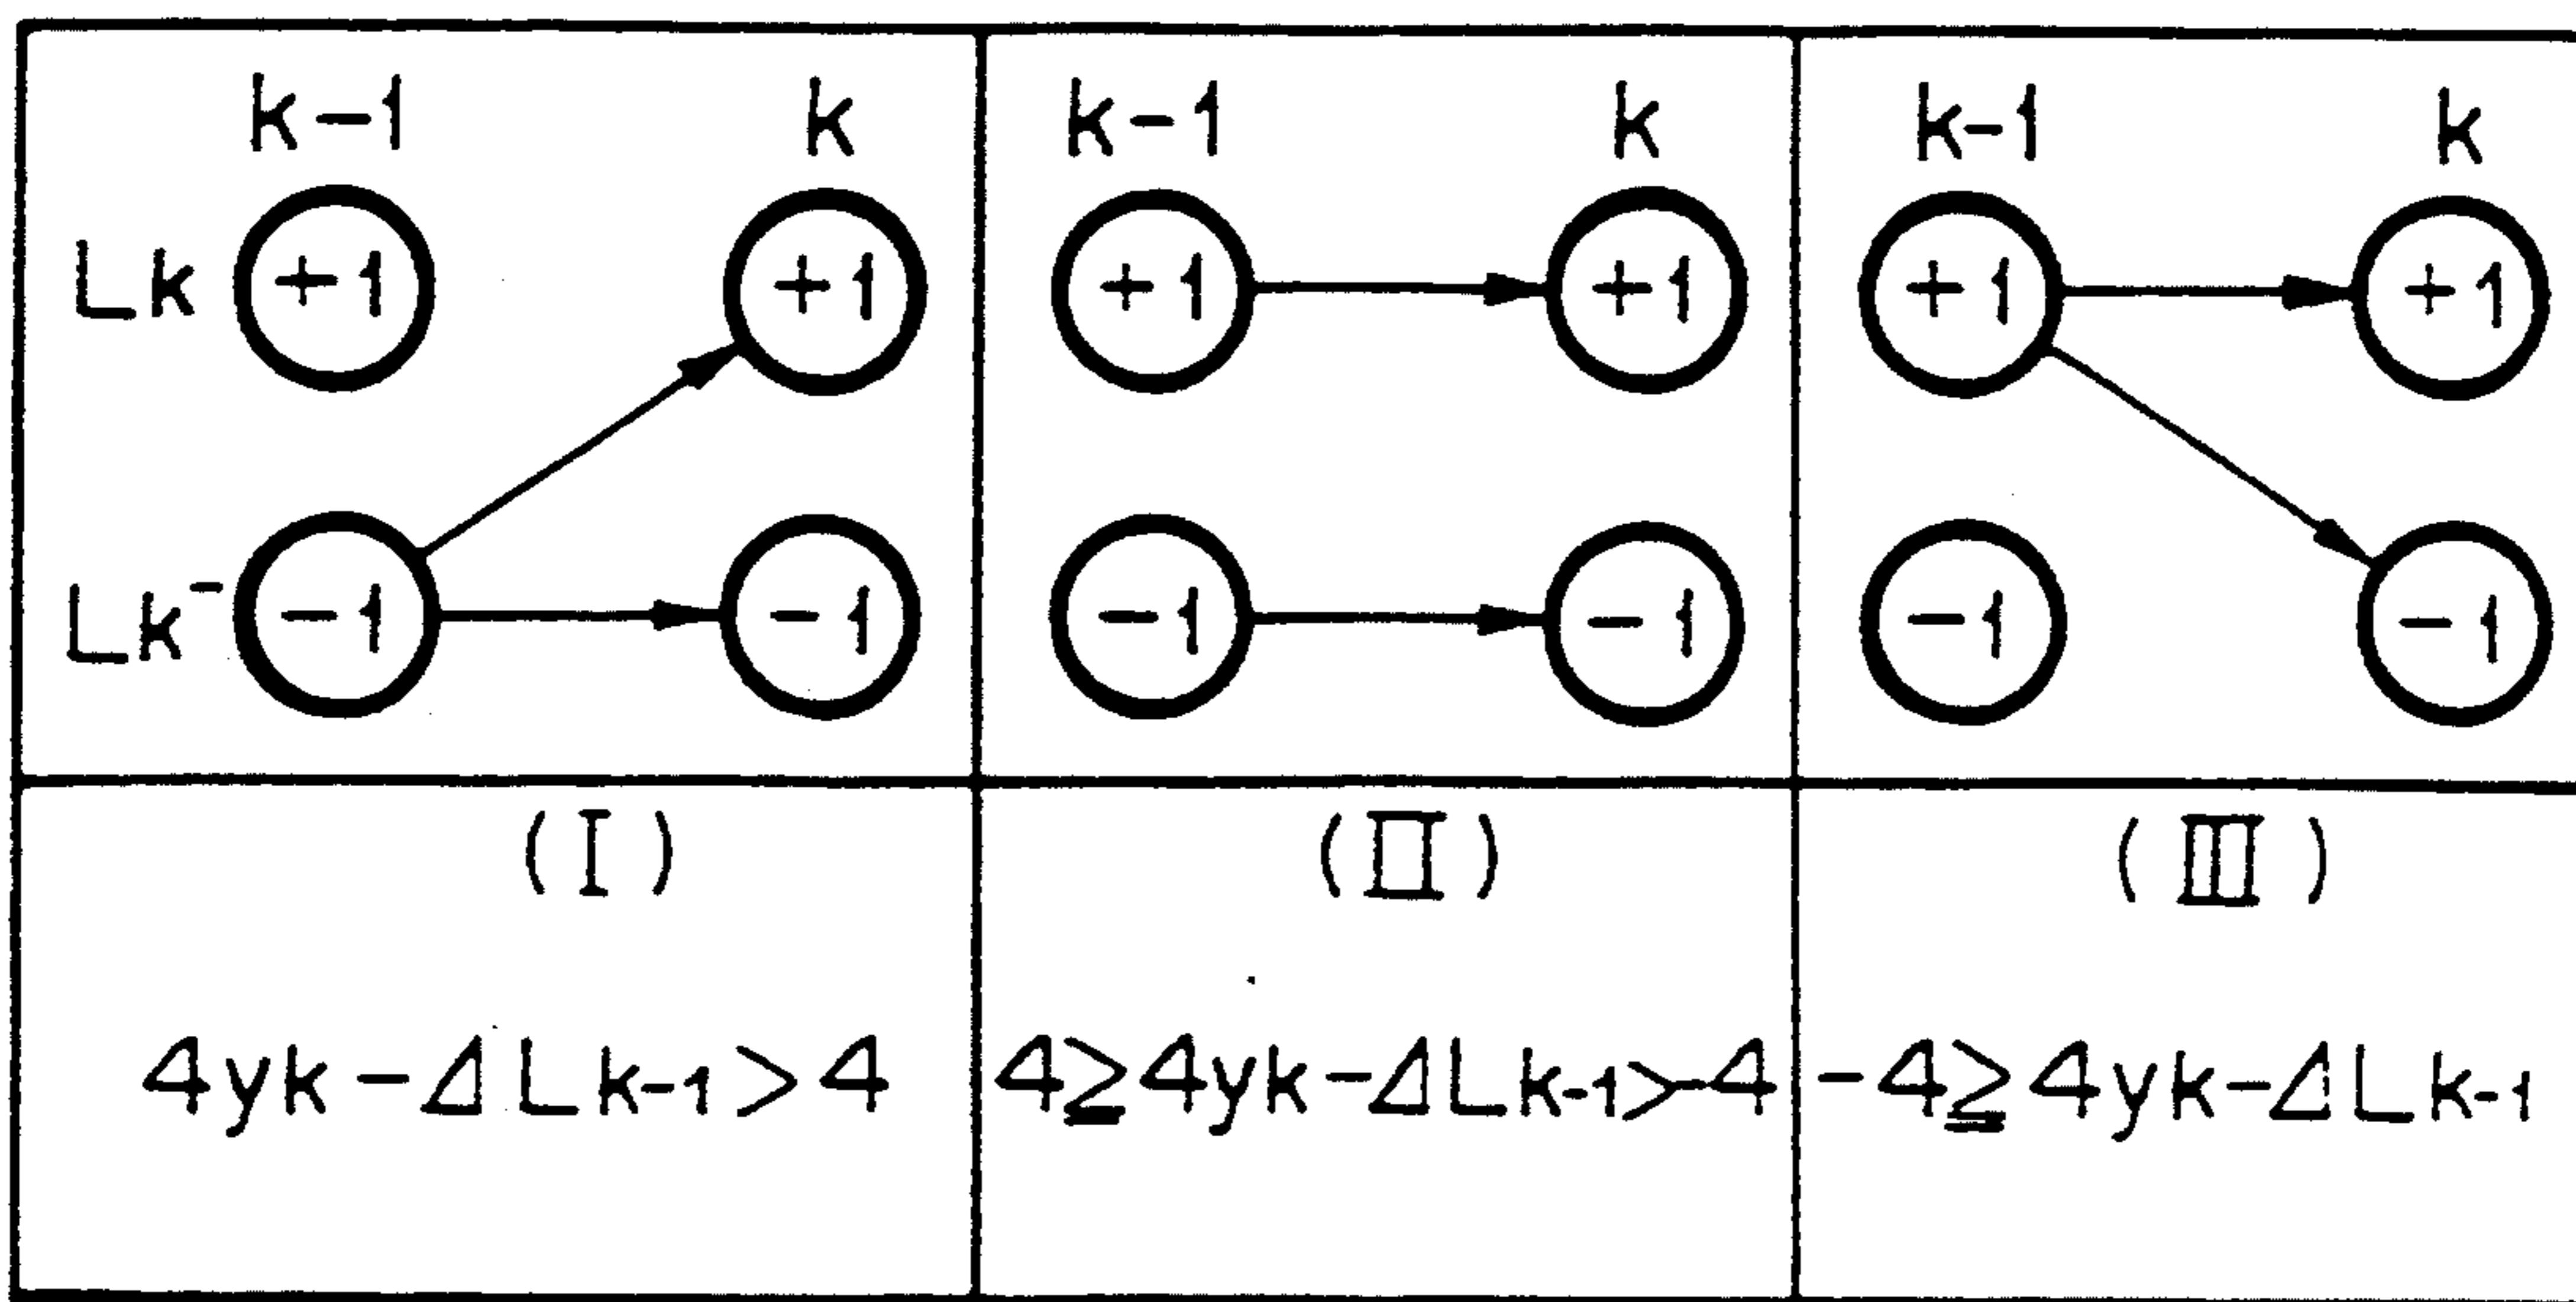 k-1 k k-1 k k-1 k
Lk +1 +1 +1 +1 +1 +1
Lk⁻ -1 -1 -1 -1 -1 -1
(I) (II) (III)
4yk-ΔLk-1>4 4≧4yk-ΔLk-1>-4 -4≧4yk-ΔLk-1